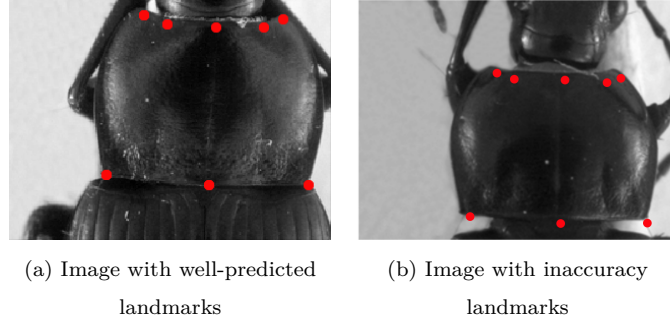 (a) Image with well-predicted
landmarks
(b) Image with inaccuracy
landmarks